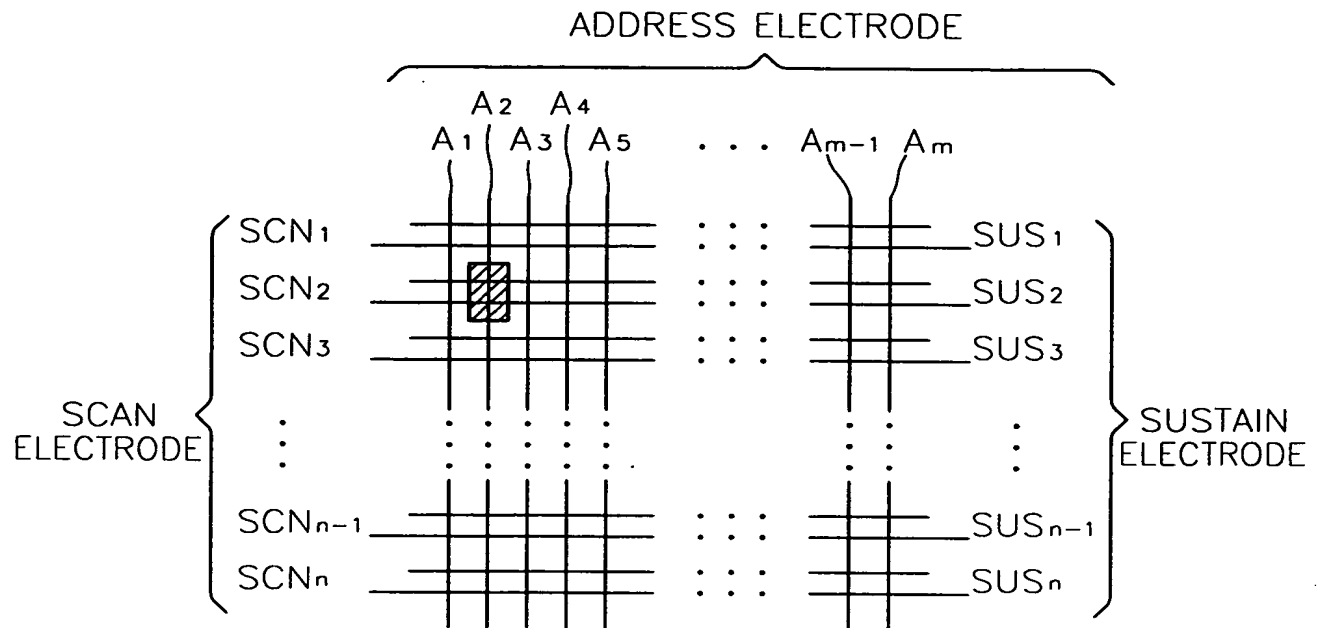 ADDRESS ELECTRODE
A2 A4
A1 A3 A5 . . . Am-1 Am
SCN1 SUS1
SCN2 SUS2
SCN3 SUS3
SCAN
ELECTRODE
SUSTAIN
ELECTRODE
SCNn-1 SUSn-1
SCNn SUSn